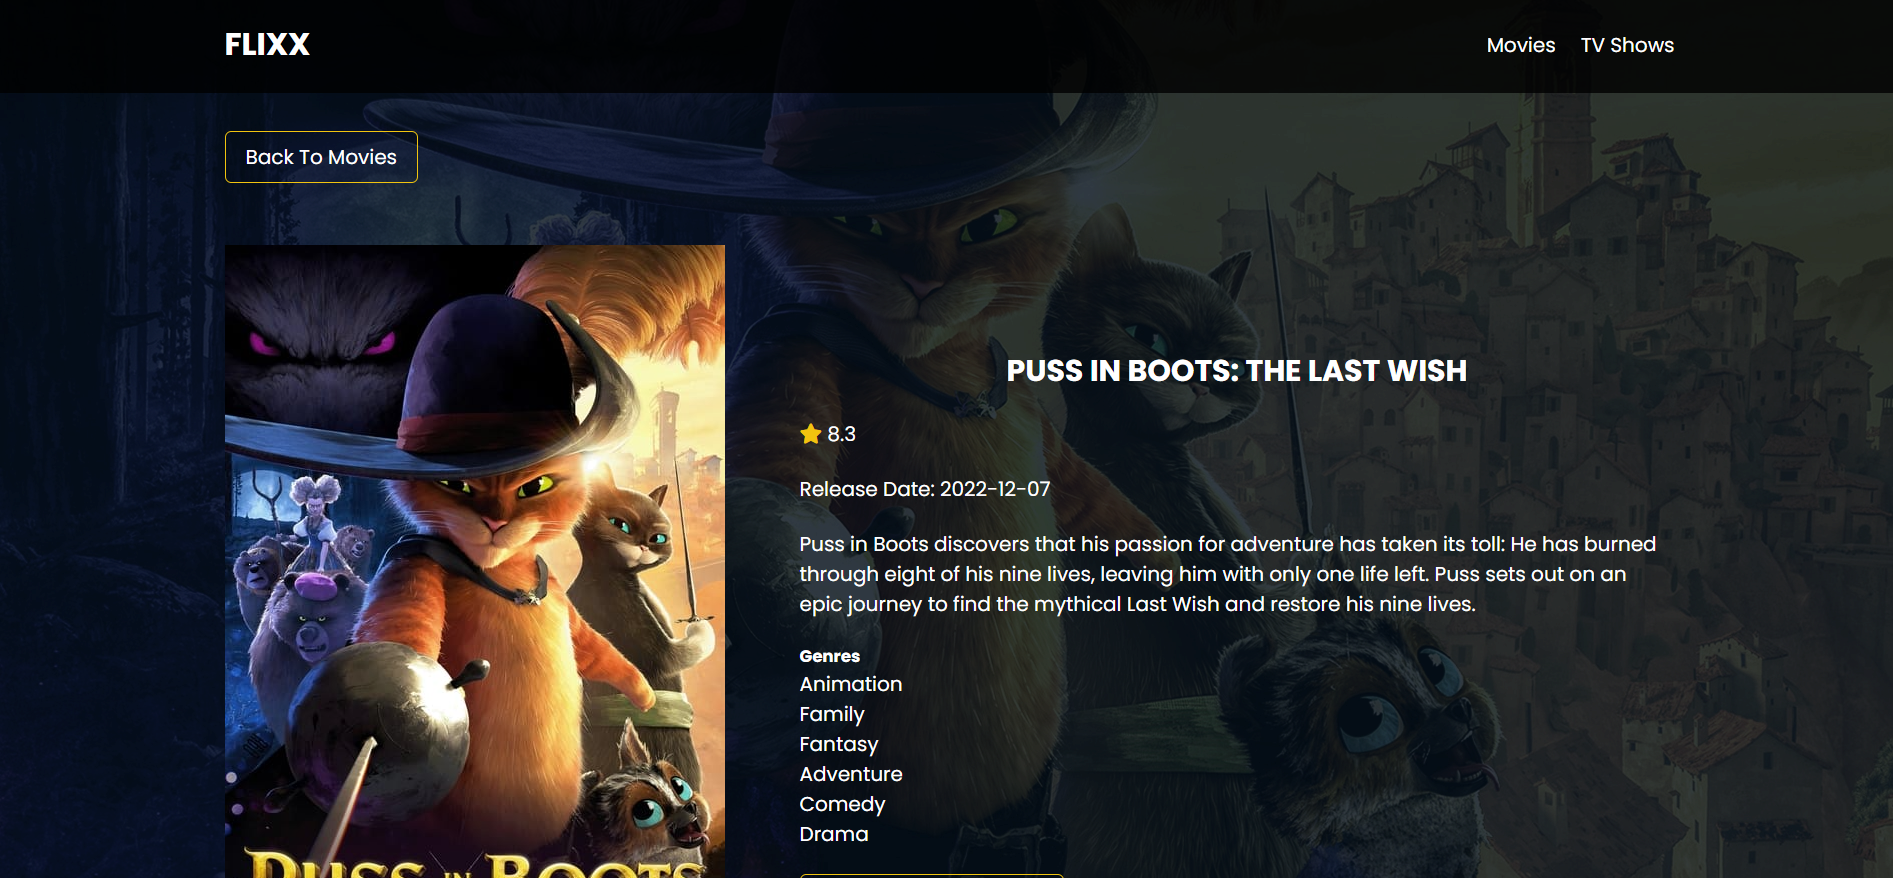 FLIXX
Movies
TV Shows
Back To Movies
PUSS IN BOOTS: THE LAST WISH
8.3
Release Date: 2022-12-07
Puss in Boots discovers that his passion for adventure has taken its toll: He has burned
through eight of his nine lives, leaving him with only one life left. Puss sets out on an
epic journey to find the mythical Last Wish and restore his nine lives.
Genres
Animation
Family
Fantasy
Adventure
Comedy
Drama
PUSS IN BOOTS